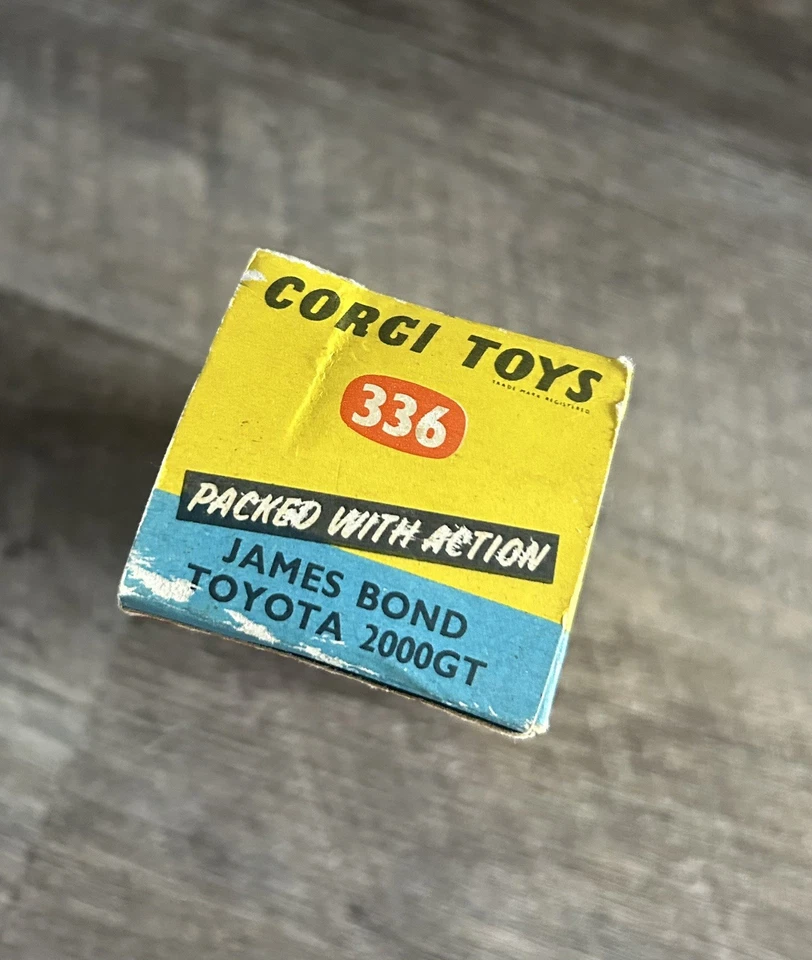 CORGI TOYS
TRADE MARK REGISTERED
336
PACKED WITH ACTION
JAMES BOND
TOYOTA 2000GT